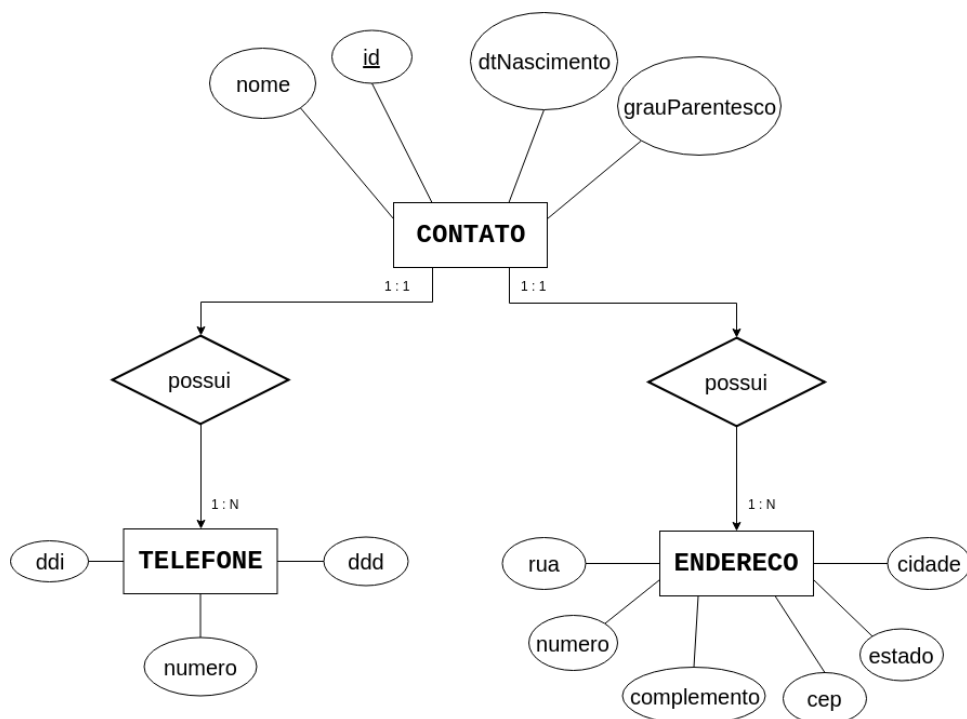 id
dtNascimento
nome
grauParentesco
CONTATO
1 : 1
1 : 1
possui
possui
1 : N
1 : N
ddi
TELEFONE
ddd
rua
ENDERECO
cidade
numero
numero
estado
complemento
cep